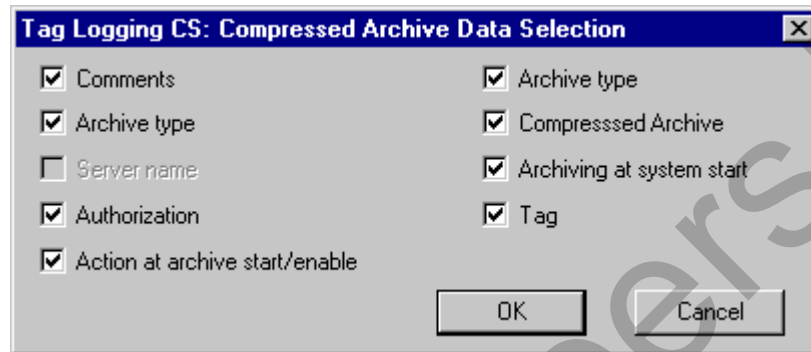 Tag Logging CS: Compressed Archive Data Selection
Comments
Archive type
Server name
Authorization
Action at archive start/enable
Archive type
Compresssed Archive
Archiving at system start
Tag
OK
Cancel
ers